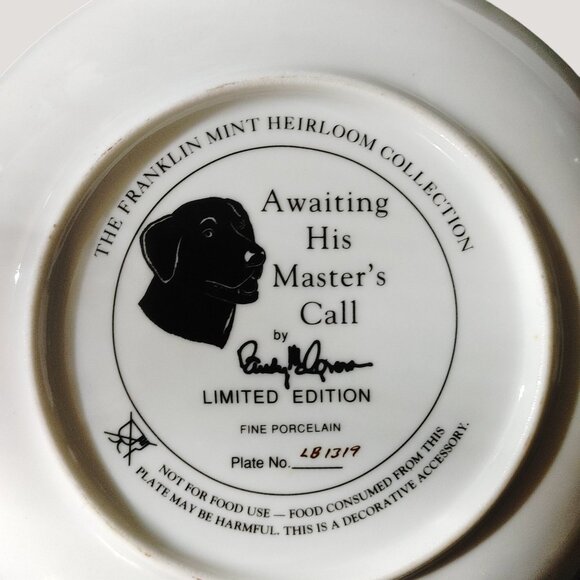 THE FRANKLIN MINT HEIRLOOM COLLECTION
Awaiting
His
Master's
Call
by
LIMITED EDITION
FINE PORCELAIN
Plate No. LB1319
NOT FOR FOOD USE — FOOD CONSUMED FROM THIS
PLATE MAY BE HARMFUL. THIS IS A DECORATIVE ACCESSORY.